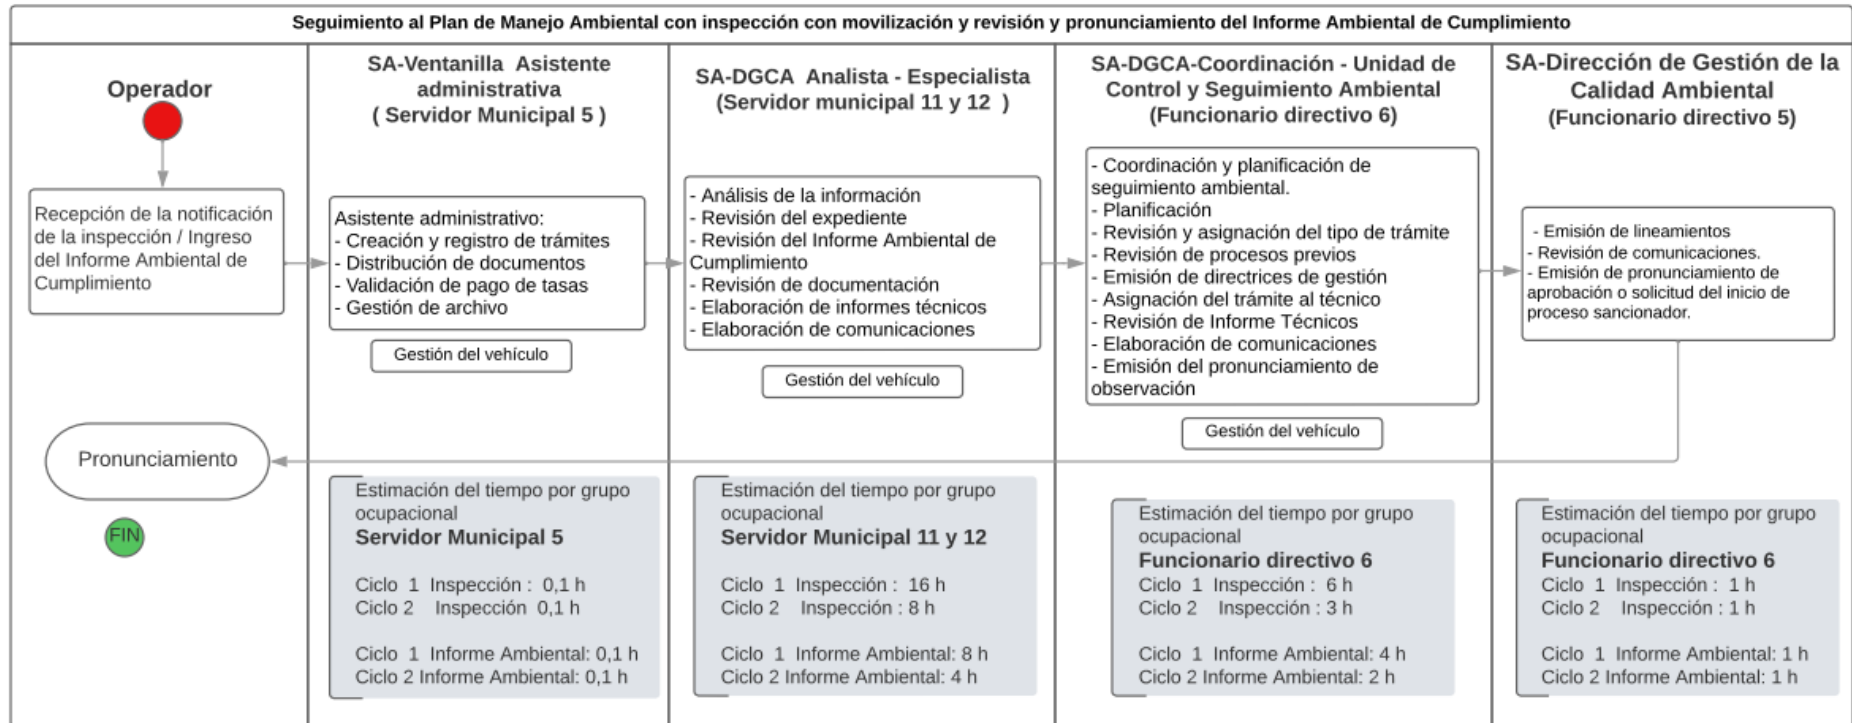 Seguimiento al Plan de Manejo Ambiental con inspección con movilización y revisión y pronunciamiento del Informe Ambiental de Cumplimiento
Operador
Recepción de la notificación
de la inspección / Ingreso
del Informe Ambiental de
Cumplimiento
Pronunciamiento
FIN
SA-Ventanilla Asistente
administrativa
( Servidor Municipal 5 )
Asistente administrativo:
- Creación y registro de trámites
- Distribución de documentos
- Validación de pago de tasas
- Gestión de archivo
Gestión del vehículo
Estimación del tiempo por grupo
ocupacional
Servidor Municipal 5
Ciclo 1 Inspección : 0,1 h
Ciclo 2 Inspección 0,1 h
Ciclo 1 Informe Ambiental: 0,1 h
Ciclo 2 Informe Ambiental: 0,1 h
SA-DGCA Analista - Especialista
(Servidor municipal 11 y 12 )
- Análisis de la información
- Revisión del expediente
- Revisión del Informe Ambiental de
Cumplimiento
- Revisión de documentación
- Elaboración de informes técnicos
- Elaboración de comunicaciones
Gestión del vehículo
Estimación del tiempo por grupo
ocupacional
Servidor Municipal 11 y 12
Ciclo 1 Inspección : 16 h
Ciclo 2 Inspección : 8 h
Ciclo 1 Informe Ambiental: 8 h
Ciclo 2 Informe Ambiental: 4 h
SA-DGCA-Coordinación - Unidad de
Control y Seguimiento Ambiental
(Funcionario directivo 6)
- Coordinación y planificación de
seguimiento ambiental.
- Planificación
- Revisión y asignación del tipo de trámite
- Revisión de procesos previos
- Emisión de directrices de gestión
- Asignación del trámite al técnico
- Revisión de Informe Técnicos
- Elaboración de comunicaciones
- Emisión del pronunciamiento de
observación
Gestión del vehículo
Estimación del tiempo por grupo
ocupacional
Funcionario directivo 6
Ciclo 1 Inspección : 6 h
Ciclo 2 Inspección : 3 h
Ciclo 1 Informe Ambiental: 4 h
Ciclo 2 Informe Ambiental: 2 h
SA-Dirección de Gestión de la
Calidad Ambiental
(Funcionario directivo 5)
- Emisión de lineamientos
- Revisión de comunicaciones.
- Emisión de pronunciamiento de
aprobación o solicitud del inicio de
proceso sancionador.
Estimación del tiempo por grupo
ocupacional
Funcionario directivo 6
Ciclo 1 Inspección : 1 h
Ciclo 2 Inspección : 1 h
Ciclo 1 Informe Ambiental: 1 h
Ciclo 2 Informe Ambiental: 1 h